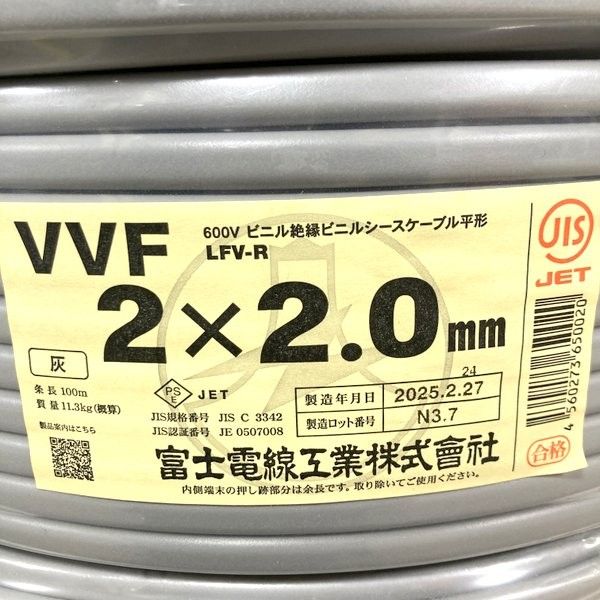 VVF
600V ビニル絶縁ビニルシースケーブル平形
LFV-R
2×2.0mm
JIS
JET
灰
条長 100m
質量 11.3kg(概算)
製品案内はこちら
PS
E
JET
JIS規格番号 JIS C 3342
JIS認証番号 JE 0507008
24
製造年月日 2025.2.27
製造ロット番号 N3.7
富士電線工業株式會社
内側端末の押し跡部分は余長です。取り除いてご使用ください。
4 560273 650020
合格